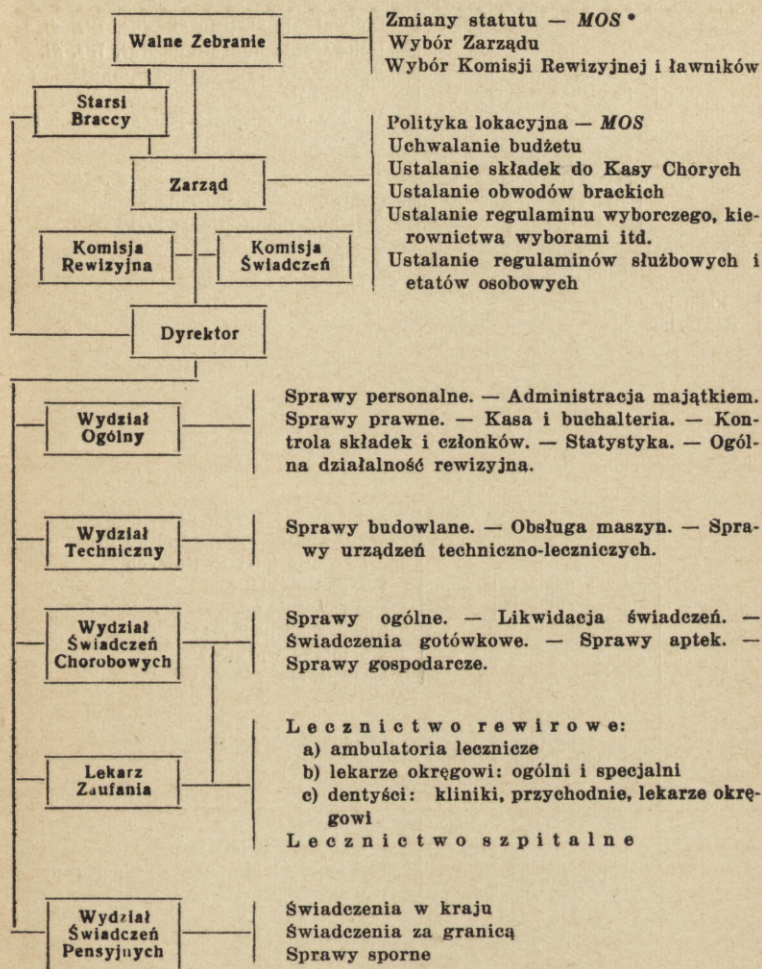 Walne Zebranie
Zmiany statutu — MOS *
Wybór Zarządu
Wybór Komisji Rewizyjnej i ławników
Starsi
Braccy
Zarząd
Polityka lokacyjna — MOS
Uchwalanie budżetu
Ustalanie składek do Kasy Chorych
Ustalanie obwodów brackich
Ustalanie regulaminu wyborczego, kie-
rownictwa wyborami itd.
Ustalanie regulaminów służbowych i
etatów osobowych
Komisja
Rewizyjna
Komisja
Świadczeń
Dyrektor
Wydział
Ogólny
Sprawy personalne. — Administracja majątkiem.
Sprawy prawne. — Kasa i buchalteria. — Kon-
trola składek i członków. — Statystyka. — Ogól-
na działalność rewizyjna.
Wydział
Techniczny
Sprawy budowlane. — Obsługa maszyn. — Spra-
wy urządzeń techniczno-leczniczych.
Wydział
Świadczeń
Chorobowych
Sprawy ogólne. — Likwidacja świadczeń. —
Świadczenia gotówkowe. — Sprawy aptek. —
Sprawy gospodarcze.
Lekarz
Zaufania
Lecznictwo rewirowe:
a) ambulatoria lecznicze
b) lekarze okręgowi: ogólni i specjalni
c) dentyści: kliniki, przychodnie, lekarze okrę-
gowi
Lecznictwo szpitalne
Wydział
Świadczeń
Pensyjnych
Świadczenia w kraju
Świadczenia za granicą
Sprawy sporne